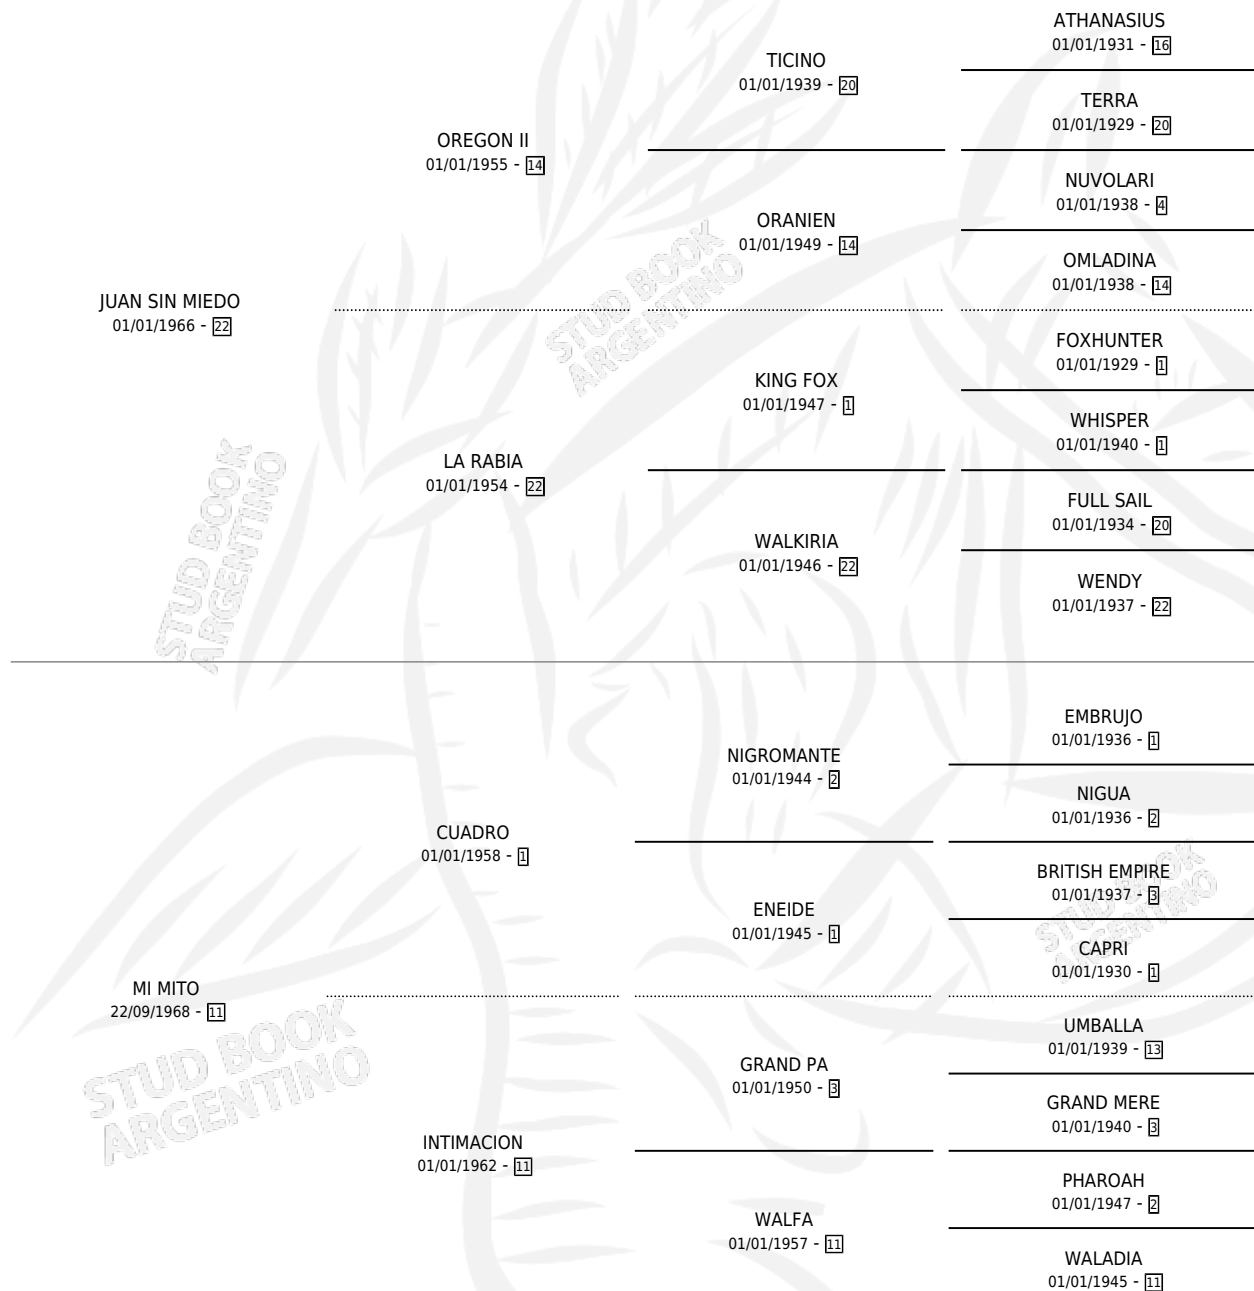 ATHANASIUS
01/01/1931 - 16
TICINO
01/01/1939 - 20
TERRA
01/01/1929 - 20
OREGON II
01/01/1955 - 14
NUVOLARI
01/01/1938 - 4
ORANIEN
01/01/1949 - 14
OMLADINA
01/01/1938 - 14
JUAN SIN MIEDO
01/01/1966 - 22
FOXHUNTER
01/01/1929 - 1
KING FOX
01/01/1947 - 1
WHISPER
01/01/1940 - 1
LA RABIA
01/01/1954 - 22
FULL SAIL
01/01/1934 - 20
WALKIRIA
01/01/1946 - 22
WENDY
01/01/1937 - 22
EMBRUJO
01/01/1936 - 1
NIGROMANTE
01/01/1944 - 2
NIGUA
01/01/1936 - 2
CUADRO
01/01/1958 - 1
BRITISH EMPIRE
01/01/1937 - 3
ENEIDE
01/01/1945 - 1
CAPRI
01/01/1930 - 1
MI MITO
22/09/1968 - 11
UMBALLA
01/01/1939 - 13
GRAND PA
01/01/1950 - 3
GRAND MERE
01/01/1940 - 3
INTIMACION
01/01/1962 - 11
PHAROAH
01/01/1947 - 2
WALFA
01/01/1957 - 11
WALADIA
01/01/1945 - 11
STUD BOOK
ARGENTINO
STUD BOOK
ARGENTINO
STUD BOOK
ARGENTINO
STUD BOOK
ARGENTINO